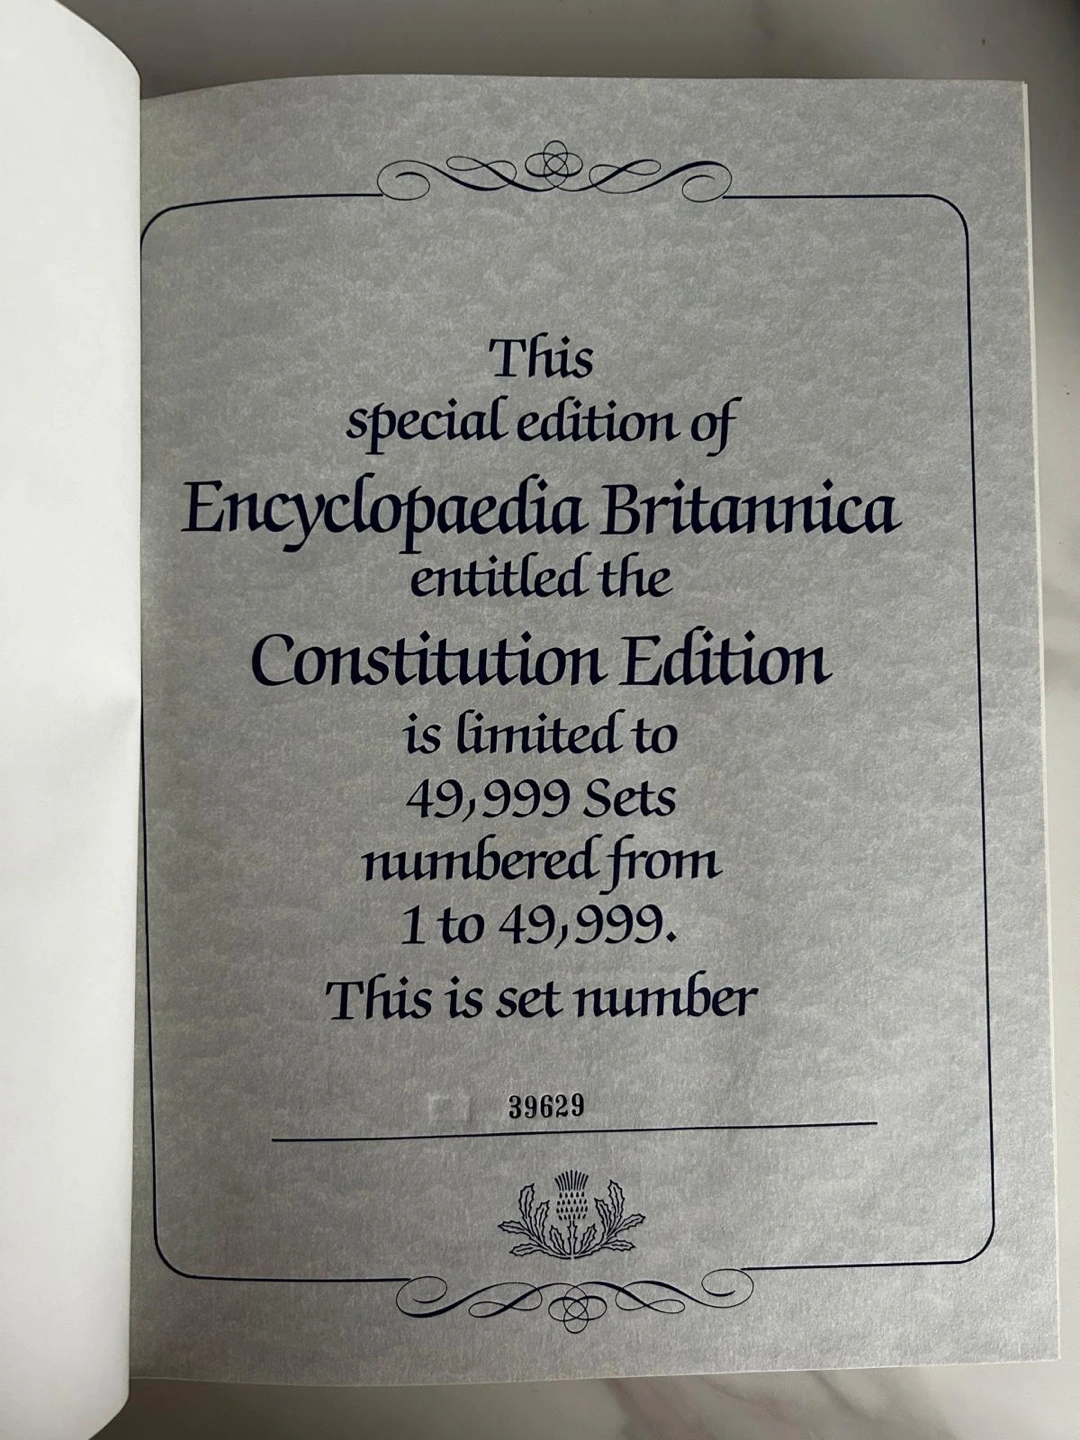 This
special edition of
Encyclopaedia Britannica
entitled the
Constitution Edition
is limited to
49,999 Sets
numbered from
1 to 49,999.
This is set number
39629